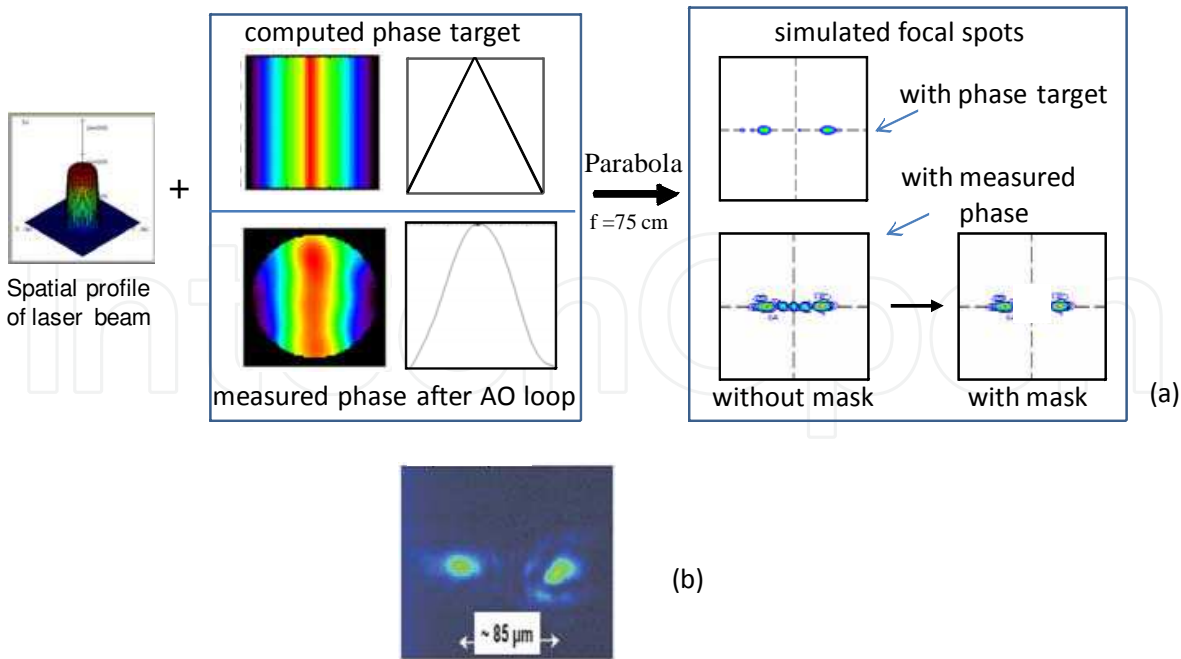 computed phase target
simulated focal spots
with phase target
with measured
phase
Parabola
f =75 cm
+
Spatial profile
of laser beam
measured phase after AO loop
without mask
with mask
(a)
IntechOpen
(b)
~ 85 µm